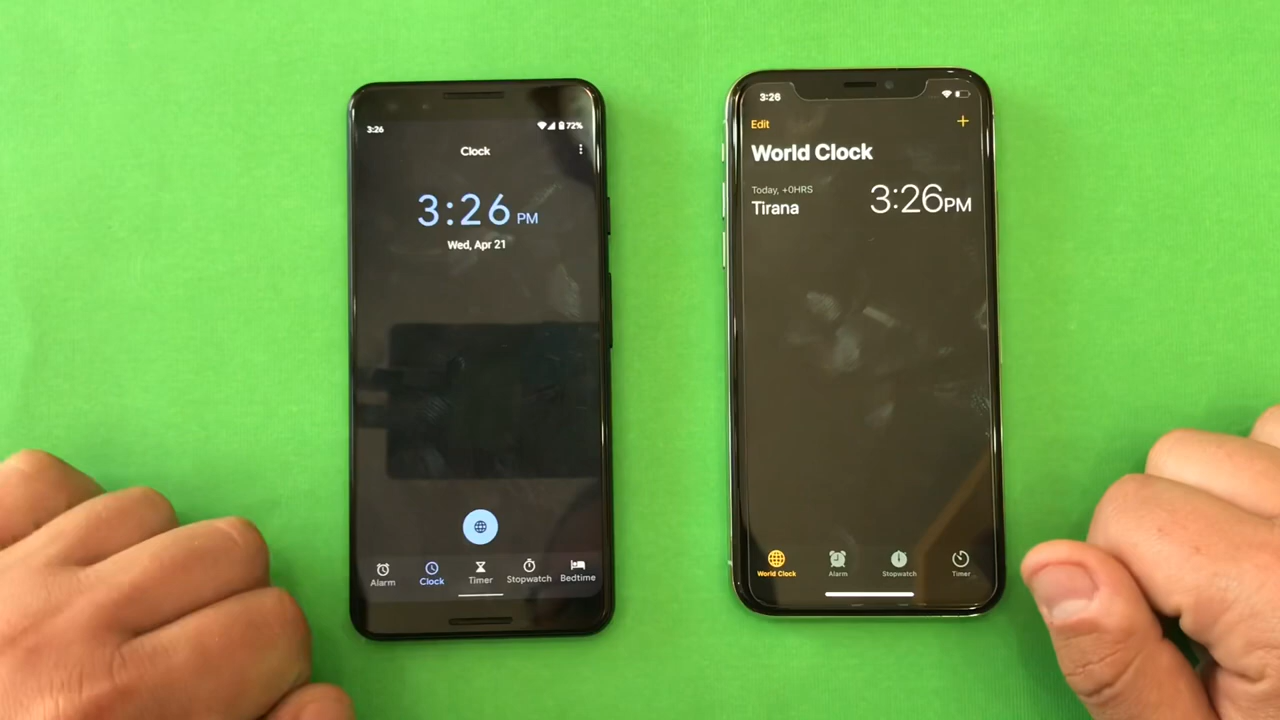 3:26
72%
Clock
3:26 PM
Wed, Apr 21
Alarm
Clock
Timer
Stopwatch
Bedtime
3:26
Edit
+
World Clock
Today, +0HRS
Tirana
3:26PM
World Clock
Alarm
Stopwatch
Timer